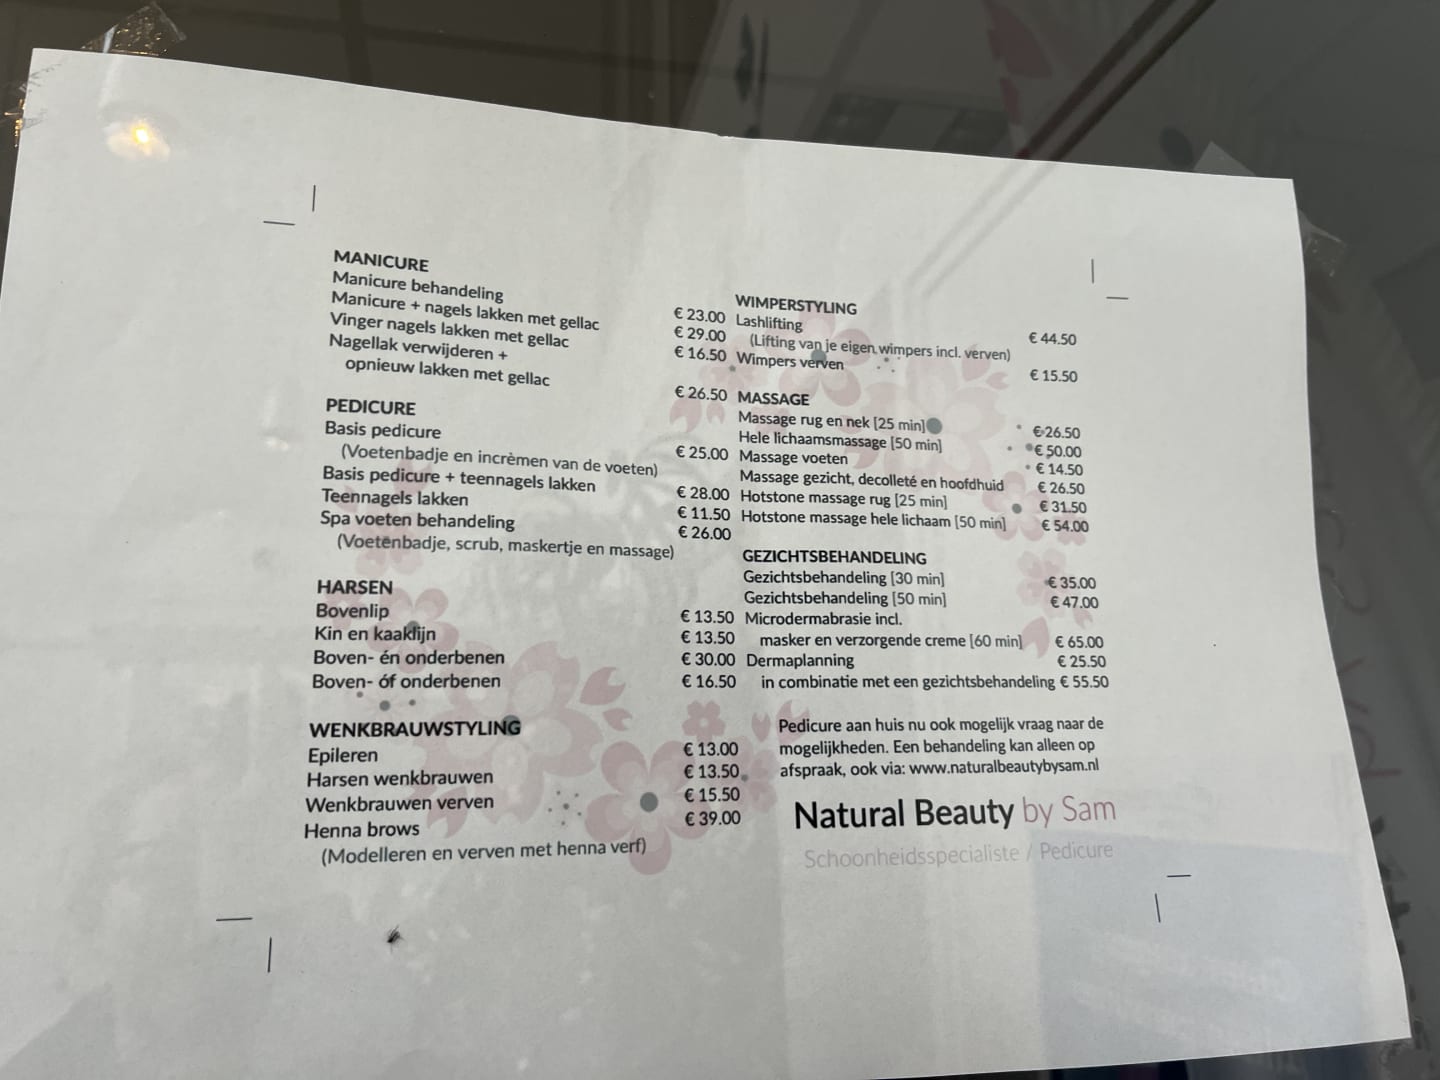 MANICURE
Manicure behandeling € 23.00
Manicure + nagels lakken met gellac € 29.00
Vinger nagels lakken met gellac € 16.50
Nagellak verwijderen +
opnieuw lakken met gellac € 26.50
PEDICURE
Basis pedicure € 25.00
(Voetenbadje en incrèmen van de voeten)
Basis pedicure + teennagels lakken € 28.00
Teennagels lakken € 11.50
Spa voeten behandeling € 26.00
(Voetenbadje, scrub, maskertje en massage)
HARSEN
Bovenlip € 13.50
Kin en kaaklijn € 13.50
Boven- én onderbenen € 30.00
Boven- óf onderbenen € 16.50
WENKBRAUWSTYLING
Epileren € 13.00
Harsen wenkbrauwen € 13.50
Wenkbrauwen verven € 15.50
Henna brows € 39.00
(Modelleren en verven met henna verf)
WIMPERSTYLING
Lashlifting € 44.50
(Lifting van je eigen wimpers incl. verven)
Wimpers verven € 15.50
MASSAGE
Massage rug en nek [25 min] € 26.50
Hele lichaamsmassage [50 min] € 50.00
Massage voeten € 14.50
Massage gezicht, decolleté en hoofdhuid € 26.50
Hotstone massage rug [25 min] € 31.50
Hotstone massage hele lichaam [50 min] € 54.00
GEZICHTSBEHANDELING
Gezichtsbehandeling [30 min] € 35.00
Gezichtsbehandeling [50 min] € 47.00
Microdermabrasie incl.
masker en verzorgende creme [60 min] € 65.00
Dermaplanning € 25.50
in combinatie met een gezichtsbehandeling € 55.50
Pedicure aan huis nu ook mogelijk vraag naar de
mogelijkheden. Een behandeling kan alleen op
afspraak, ook via: www.naturalbeautybysam.nl
Natural Beauty by Sam
Schoonheidsspecialiste / Pedicure